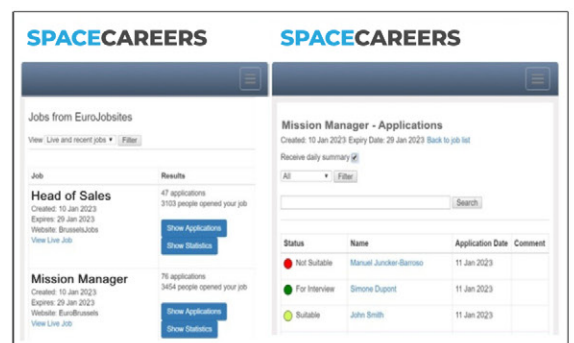 SPACECAREERS
Jobs from EuroJobsites
View Live and recent jobs Filter
Job Results
Head of Sales
Created: 10 Jan 2023
Expires: 29 Jan 2023
Website: BrusselsJobs
View Live Job
47 applications
3103 people opened your job
Show Applications
Show Statistics
Mission Manager
Created: 10 Jan 2023
Expires: 29 Jan 2023
Website: EuroBrussels
View Live Job
76 applications
3454 people opened your job
Show Applications
Show Statistics
SPACECAREERS
Mission Manager - Applications
Created: 10 Jan 2023 Expiry Date: 29 Jan 2023 Back to job list
Receive daily summary
All Filter
Search
Status Name Application Date Comment
Not Suitable Manuel Juncker-Barroso 11 Jan 2023
For Interview Simone Dupont 11 Jan 2023
Suitable John Smith 11 Jan 2023